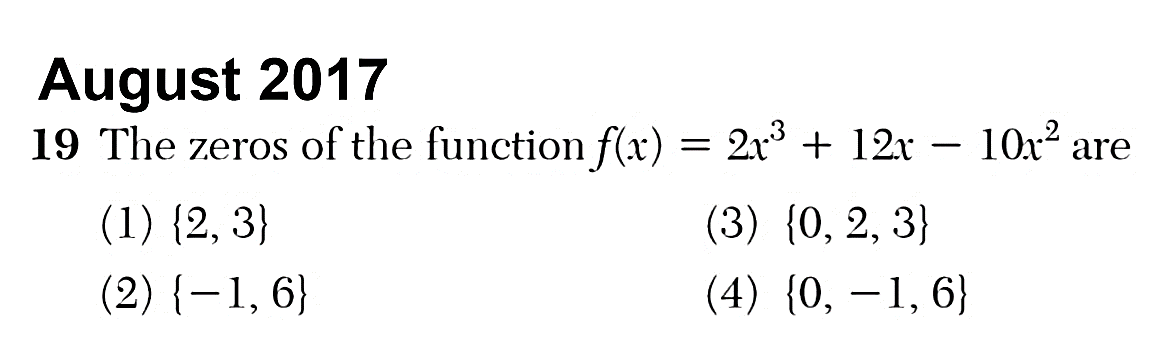 August 2017
19 The zeros of the function f(x) = 2x³ + 12x − 10x² are
(1) {2, 3} (3) {0, 2, 3}
(2) {−1, 6} (4) {0, −1, 6}